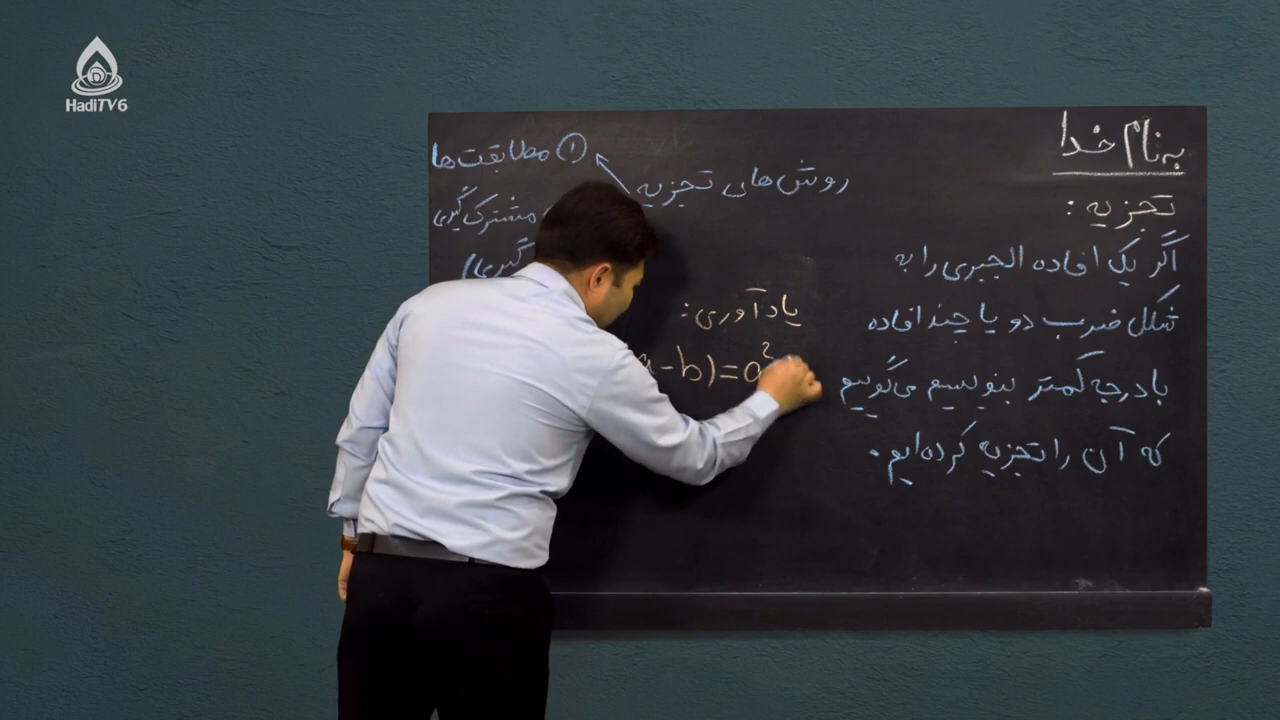 HadiTV6
به نام خدا
تجزیه :
اگر یک افاده الجبری را به
شکل ضرب دو یا چند افاده
با درجه کمتر بنویسیم می‌گوییم
که آن را تجزیه کرده‌ایم .
روش‌های تجزیه
۱ مطابقت‌ها
مشترک گیری
گیری)
یادآوری :
a-b)=a²